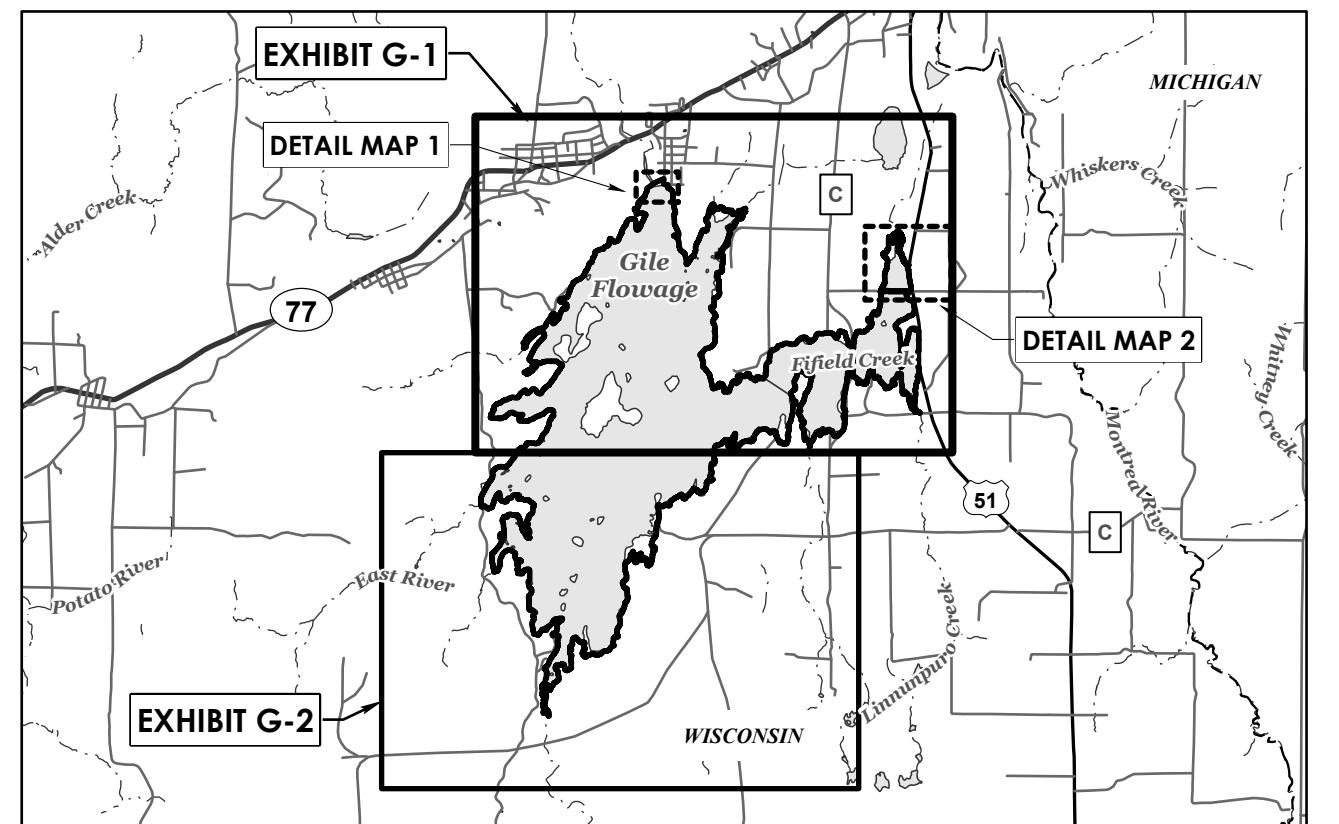 EXHIBIT G-1
MICHIGAN
DETAIL MAP 1
Whiskers Creek
C
Alder Creek
Gile
Flowage
77
DETAIL MAP 2
Fifield Creek
Whitney Creek
Montreal River
51
C
East River
Potato River
Linnunpuro Creek
EXHIBIT G-2
WISCONSIN